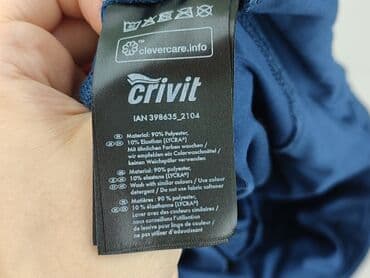 clevercare.info
crivit
IAN 398635_2104
Material: 90% Polyester,
10% Elasthan (LYCRA®)
Mit ähnlichen Farben waschen /
wir empfehlen ein Colorwaschmittel /
keinen Weichspüler verwenden
Material: 90% polyester,
10% elastane (LYCRA®)
Wash with similar colours / Use colour
detergent / Do not use fabric softener
Matières : 90 % polyester,
10 % élasthanne (LYCRA®)
Laver avec des couleurs similaires /
nous conseillons l'utilisation
de lessive pour linge de couleur /
ne pas utiliser d'adoucissant